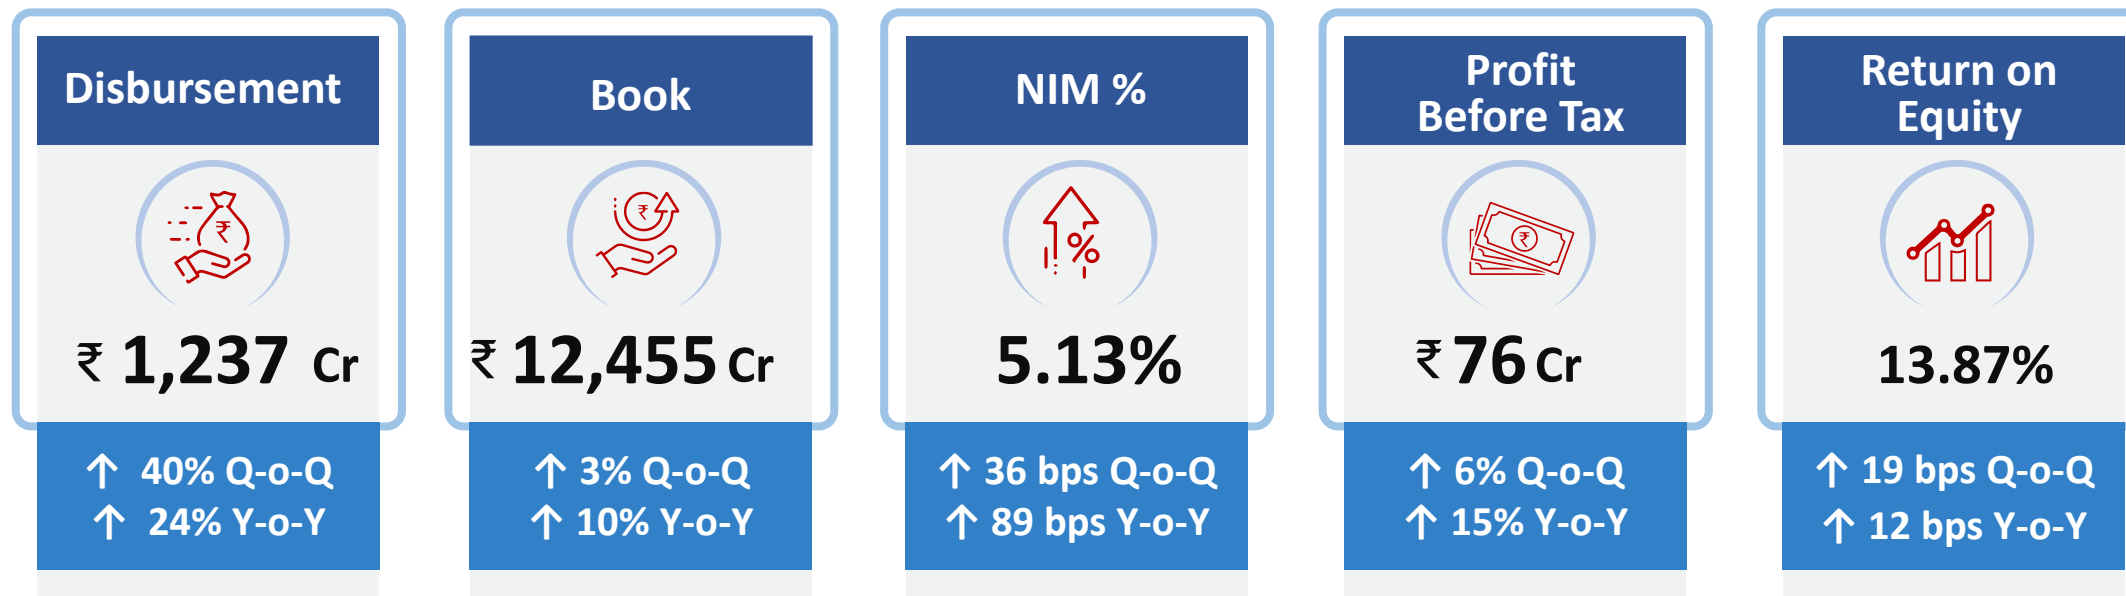 Disbursement
₹
₹ 1,237 Cr
↑ 40% Q-o-Q
↑ 24% Y-o-Y
Book
₹
₹ 12,455 Cr
↑ 3% Q-o-Q
↑ 10% Y-o-Y
NIM %
%
5.13%
↑ 36 bps Q-o-Q
↑ 89 bps Y-o-Y
Profit
Before Tax
₹
₹ 76 Cr
↑ 6% Q-o-Q
↑ 15% Y-o-Y
Return on
Equity
13.87%
↑ 19 bps Q-o-Q
↑ 12 bps Y-o-Y